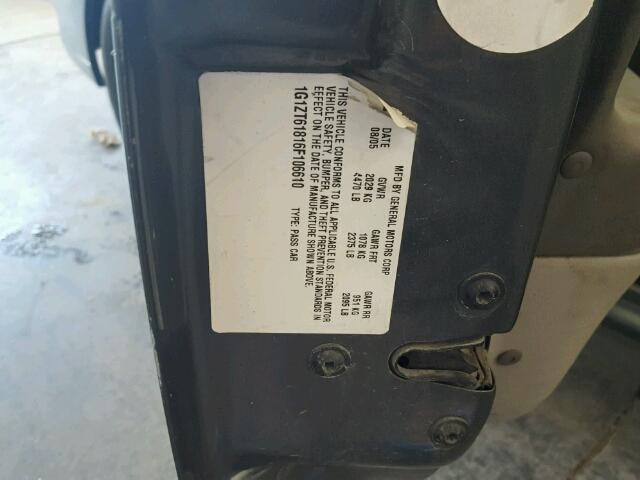 MFD BY GENERAL MOTORS CORP
DATE GVWR GAWR FRT GAWR RR
08/05 2029 KG 1078 KG 951 KG
4470 LB 2375 LB 2095 LB
THIS VEHICLE CONFORMS TO ALL APPLICABLE U.S. FEDERAL MOTOR
VEHICLE SAFETY, BUMPER, AND THEFT PREVENTION STANDARDS IN
EFFECT ON THE DATE OF MANUFACTURE SHOWN ABOVE.
1G1ZT61816F106610 TYPE: PASS CAR